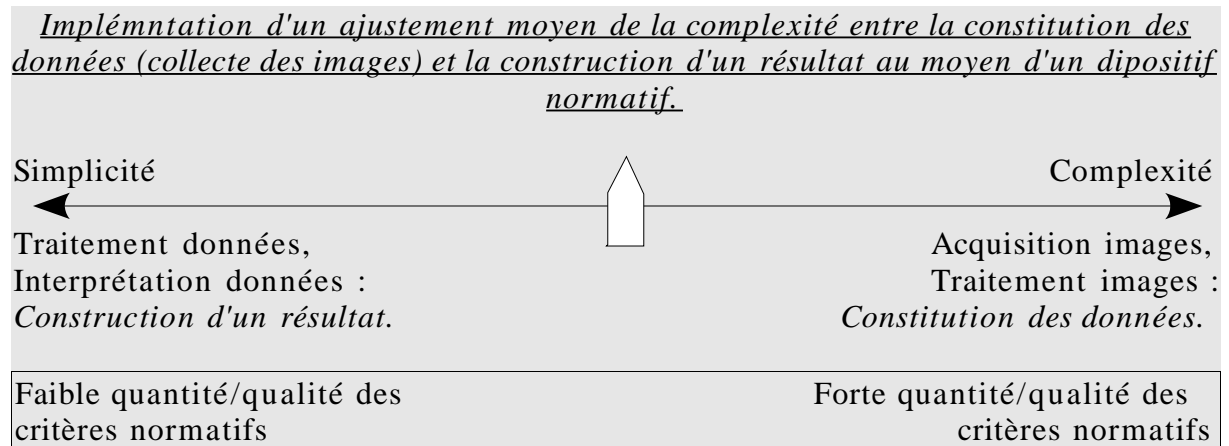 Implémntation d'un ajustement moyen de la complexité entre la constitution des
données (collecte des images) et la construction d'un résultat au moyen d'un dipositif
normatif.
Simplicité
Complexité
Traitement données,
Interprétation données :
Construction d'un résultat.
Acquisition images,
Traitement images :
Constitution des données.
Faible quantité/qualité des
critères normatifs
Forte quantité/qualité des
critères normatifs